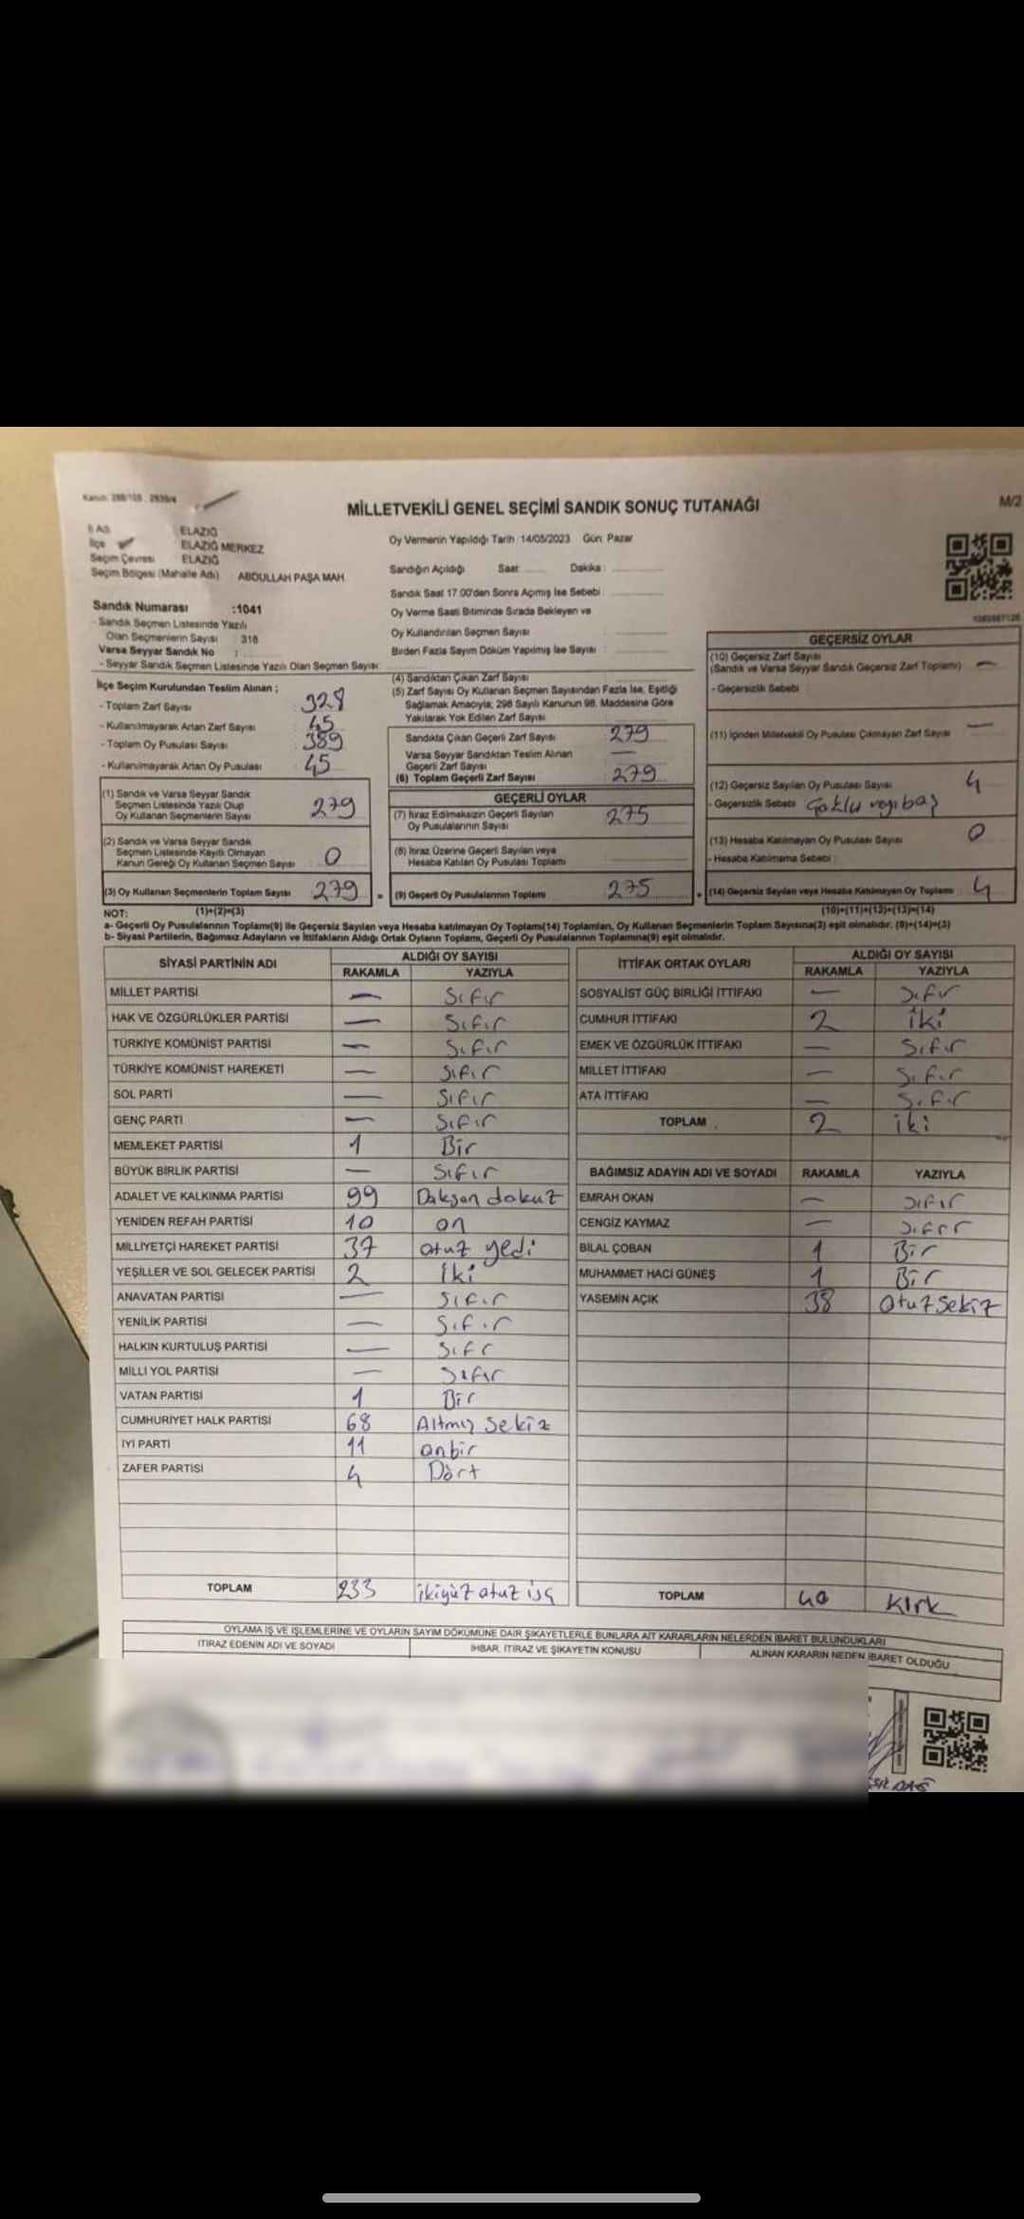 MİLLETVEKİLİ GENEL SEÇİMİ SANDIK SONUÇ TUTANAĞI
M/2
İl Adı ELAZIĞ
İlçe ELAZIĞ MERKEZ
Seçim Çevresi ELAZIĞ
Seçim Bölgesi (Mahalle Adı) ABDULLAH PAŞA MAH.
Sandık Numarası :1041
- Sandık Seçmen Listesinde Yazılı
Olan Seçmenlerin Sayısı 316
Varsa Seyyar Sandık No :
- Seyyar Sandık Seçmen Listesinde Yazılı Olan Seçmen Sayısı:
Oy Vermenin Yapıldığı Tarih :14/05/2023 Gün: Pazar
Sandığın Açıldığı Saat Dakika :
Sandık Saat 17.00'den Sonra Açmış İse Sebebi :
Oy Verme Saati Bitiminde Sırada Bekleyen ve
Oy Kullandırılan Seçmen Sayısı :
Birden Fazla Sayım Döküm Yapılmış İse Sayısı :
İlçe Seçim Kurulundan Teslim Alınan ;
- Toplam Zarf Sayısı 328
- Kullanılmayarak Artan Zarf Sayısı 45
- Toplam Oy Pusulası Sayısı 389
- Kullanılmayarak Artan Oy Pusulası 45
(1) Sandık ve Varsa Seyyar Sandık
Seçmen Listesinde Yazılı Olup
Oy Kullanan Seçmenlerin Sayısı 279
(2) Sandık ve Varsa Seyyar Sandık
Seçmen Listesinde Kayıtlı Olmayan
Kanun Gereği Oy Kullanan Seçmen Sayısı 0
(3) Oy Kullanan Seçmenlerin Toplam Sayısı 279
(1)+(2)=(3)
(4) Sandıktan Çıkan Zarf Sayısı
(5) Zarf Sayısı Oy Kullanan Seçmen Sayısından Fazla İse, Eşitliği
Sağlamak Amacıyla, 298 Sayılı Kanunun 98. Maddesine Göre
Yakılarak Yok Edilen Zarf Sayısı
Sandıkta Çıkan Geçerli Zarf Sayısı 279
Varsa Seyyar Sandıktan Teslim Alınan
Geçerli Zarf Sayısı —
(6) Toplam Geçerli Zarf Sayısı 279
GEÇERLİ OYLAR
(7) İtiraz Edilmeksizin Geçerli Sayılan
Oy Pusulalarının Sayısı 275
(8) İtiraz Üzerine Geçerli Sayılan veya
Hesaba Katılan Oy Pusulası Toplamı
(9) Geçerli Oy Pusulalarının Toplamı 275
GEÇERSİZ OYLAR
(10) Geçersiz Zarf Sayısı
(Sandık ve Varsa Seyyar Sandık Geçersiz Zarf Toplamı) —
- Geçersizlik Sebebi
(11) İçinden Milletvekili Oy Pusulası Çıkmayan Zarf Sayısı —
(12) Geçersiz Sayılan Oy Pusulası Sayısı 4
- Geçersizlik Sebebi
(13) Hesaba Katılmayan Oy Pusulası Sayısı 0
- Hesaba Katılmama Sebebi :
(14) Geçersiz Sayılan veya Hesaba Katılmayan Oy Toplamı 4
(10)+(11)+(12)+(13)=(14)
NOT:
a- Geçerli Oy Pusulalarının Toplamı(9) ile Geçersiz Sayılan veya Hesaba katılmayan Oy Toplamı(14) Toplamları, Oy Kullanan Seçmenlerin Toplam Sayısına(3) eşit olmalıdır. (9)+(14)=(3)
b- Siyasi Partilerin, Bağımsız Adayların ve İttifakların Aldığı Ortak Oyların Toplamı, Geçerli Oy Pusulalarının Toplamına(9) eşit olmalıdır.
SİYASİ PARTİNİN ADI ALDIĞI OY SAYISI
RAKAMLA YAZIYLA
MİLLET PARTİSİ — Sıfır
HAK VE ÖZGÜRLÜKLER PARTİSİ — Sıfır
TÜRKİYE KOMÜNİST PARTİSİ — Sıfır
TÜRKİYE KOMÜNİST HAREKETİ — Sıfır
SOL PARTİ — Sıfır
GENÇ PARTİ — Sıfır
MEMLEKET PARTİSİ 1 Bir
BÜYÜK BİRLİK PARTİSİ — Sıfır
ADALET VE KALKINMA PARTİSİ 99 Doksan dokuz
YENİDEN REFAH PARTİSİ 10 on
MİLLİYETÇİ HAREKET PARTİSİ 37 otuz yedi
YEŞİLLER VE SOL GELECEK PARTİSİ 2 iki
ANAVATAN PARTİSİ — Sıfır
YENİLİK PARTİSİ — Sıfır
HALKIN KURTULUŞ PARTİSİ — Sıfr
MİLLİ YOL PARTİSİ — Sıfır
VATAN PARTİSİ 1 Bir
CUMHURİYET HALK PARTİSİ 68 Altmış sekiz
İYİ PARTİ 11 onbir
ZAFER PARTİSİ 4 Dört
TOPLAM 233 ikiyüz otuz üç
İTTİFAK ORTAK OYLARI ALDIĞI OY SAYISI
RAKAMLA YAZIYLA
SOSYALİST GÜÇ BİRLİĞİ İTTİFAKI — Sıfır
CUMHUR İTTİFAKI 2 iki
EMEK VE ÖZGÜRLÜK İTTİFAKI — Sıfır
MİLLET İTTİFAKI — Sıfır
ATA İTTİFAKI — Sıfır
TOPLAM 2 iki
BAĞIMSIZ ADAYIN ADI VE SOYADI RAKAMLA YAZIYLA
EMRAH OKAN — Sıfır
CENGİZ KAYMAZ — Sıfır
BİLAL ÇOBAN 1 Bir
MUHAMMET HACI GÜNEŞ 1 Bir
YASEMİN AÇIK 38 otuz sekiz
TOPLAM 40 Kırk
OYLAMA İŞ VE İŞLEMLERİNE VE OYLARIN SAYIM DÖKÜMÜNE DAİR ŞİKAYETLERLE BUNLARA AİT KARARLARIN NELERDEN İBARET BULUNDUKLARI
İTİRAZ EDENİN ADI VE SOYADI İHBAR, İTİRAZ VE ŞİKAYETİN KONUSU ALINAN KARARIN NEDEN İBARET OLDUĞU